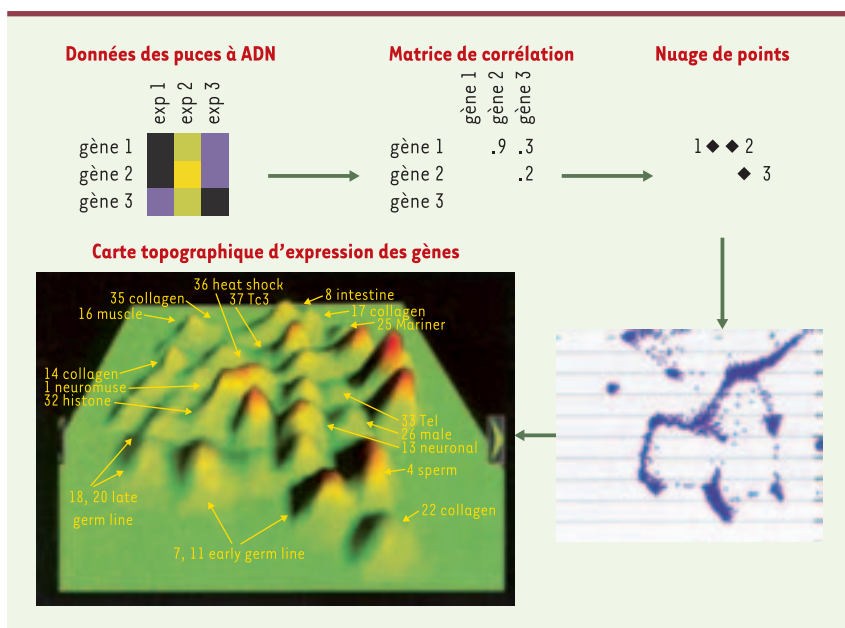 Données des puces à ADN
exp 1
exp 2
exp 3
gène 1
gène 2
gène 3
Matrice de corrélation
gène 1
gène 2
gène 3
gène 1 .9 .3
gène 2 .2
gène 3
Nuage de points
1 2
3
Carte topographique d'expression des gènes
36 heat shock
35 collagen
37 Tc3
8 intestine
16 muscle
17 collagen
25 Mariner
14 collagen
1 neuromusc
32 histone
33 Tel
26 male
13 neuronal
4 sperm
18, 20 late
germ line
22 collagen
7, 11 early germ line